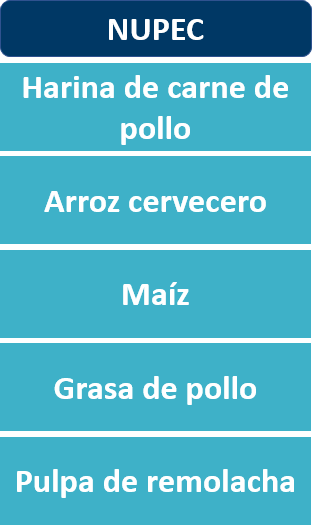 NUPEC
Harina de carne de
pollo
Arroz cervecero
Maíz
Grasa de pollo
Pulpa de remolacha